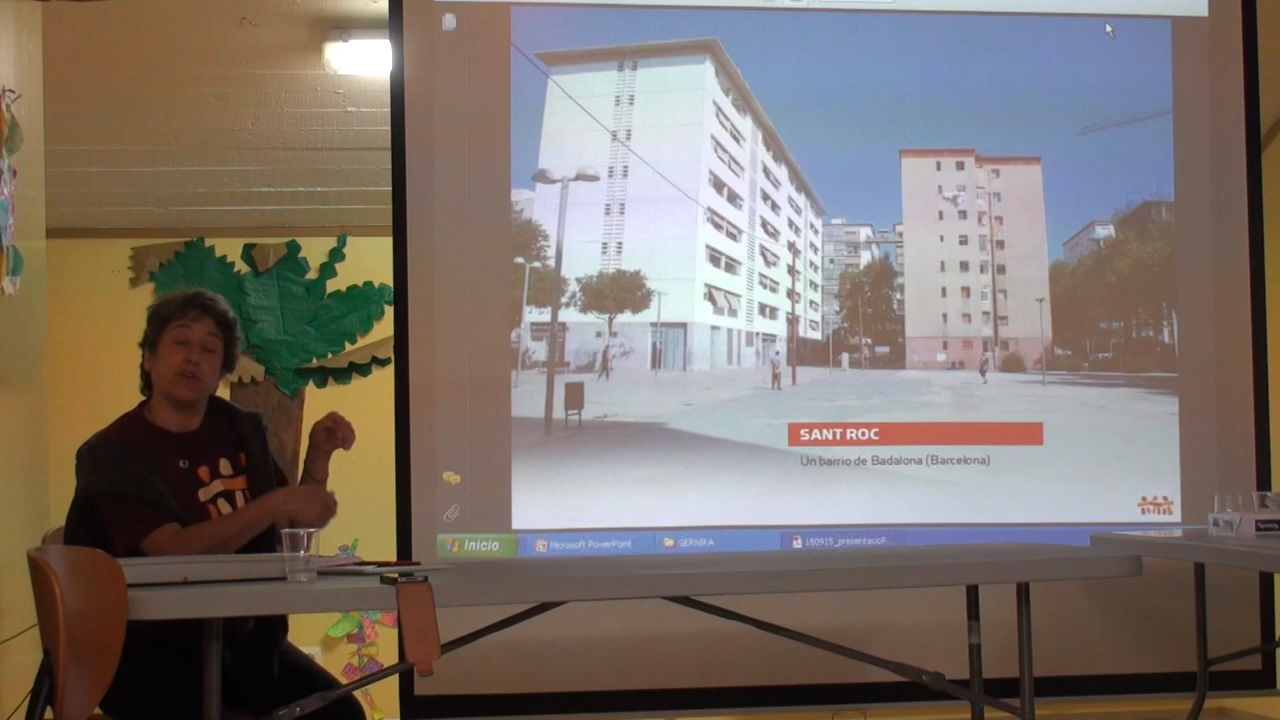 SANT ROC
Un barrio de Badalona (Barcelona)
Inicio
Microsoft PowerPoint
GERNIKA
150915_presentacioP...